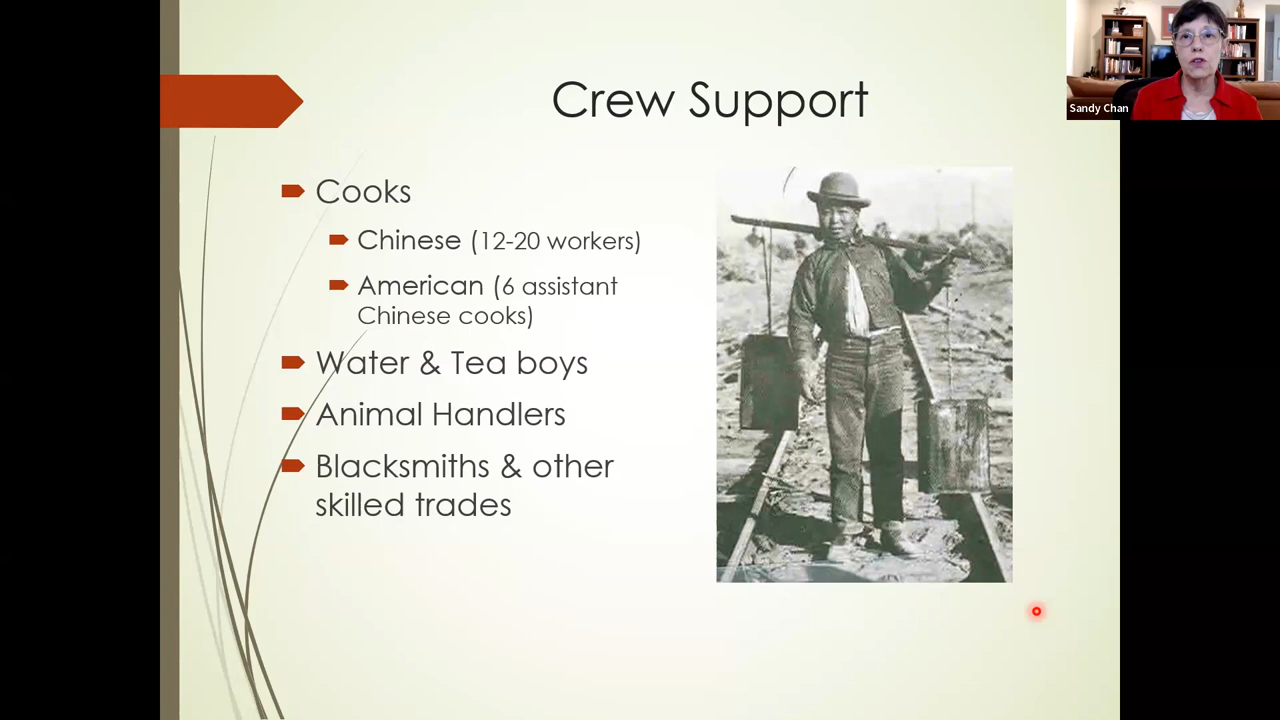 Crew Support
Cooks
Chinese (12-20 workers)
American (6 assistant
Chinese cooks)
Water & Tea boys
Animal Handlers
Blacksmiths & other
skilled trades
Sandy Chan